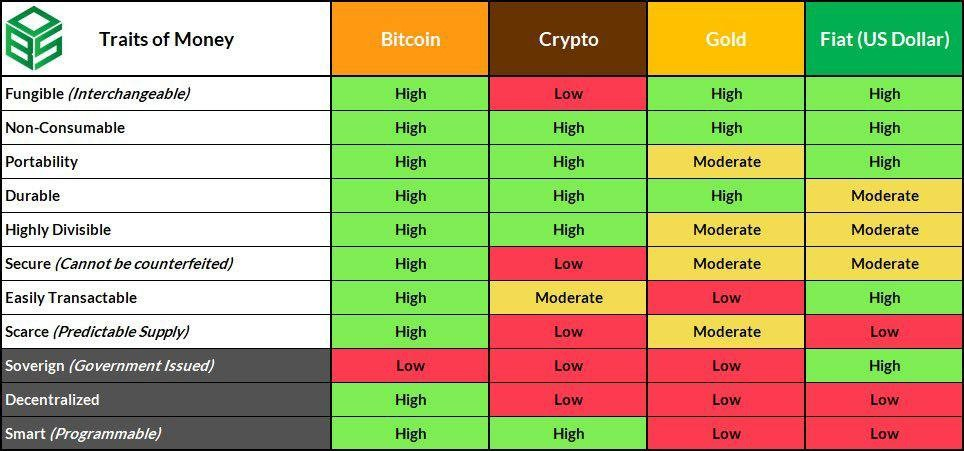 Traits of Money Bitcoin Crypto Gold Fiat (US Dollar)
Fungible (Interchangeable) High Low High High
Non-Consumable High High High High
Portability High High Moderate High
Durable High High High Moderate
Highly Divisible High High Moderate Moderate
Secure (Cannot be counterfeited) High Low Moderate Moderate
Easily Transactable High Moderate Low High
Scarce (Predictable Supply) High Low Moderate Low
Soverign (Government Issued) Low Low Low High
Decentralized High Low Low Low
Smart (Programmable) High High Low Low